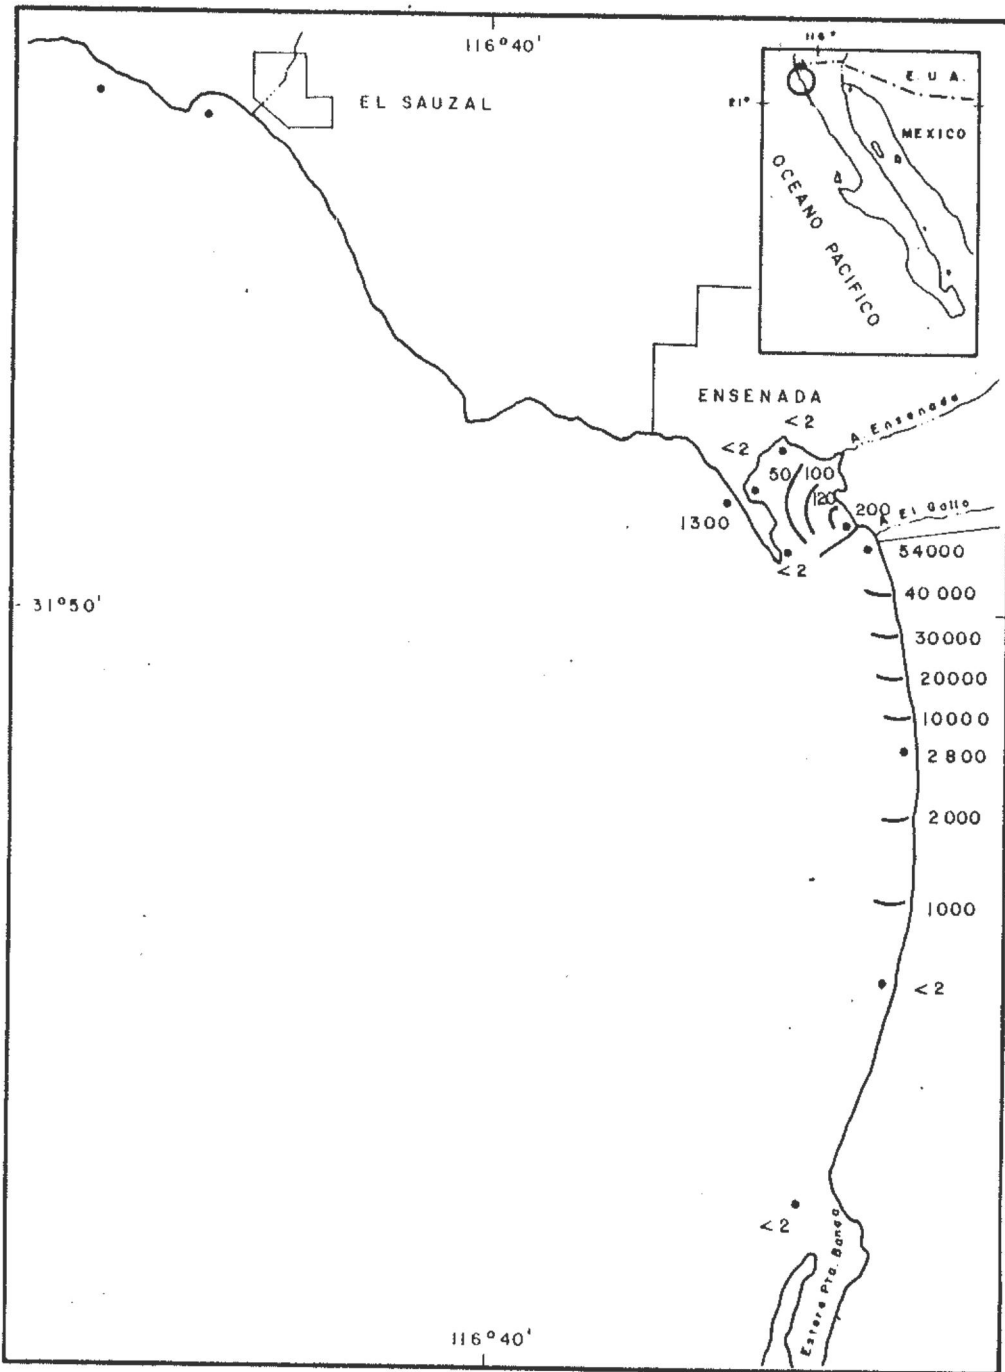 116°40'
116°
E. U. A.
21°
MEXICO
OCEANO PACIFICO
EL SAUZAL
ENSENADA
<2
<2
A. Ensenada
50
100
120
200
A. El Gallo
1300
<2
54000
40 000
31°50'
30000
20000
10000
2 800
2 000
1000
<2
<2
Estero Pta. Banda
116°40'